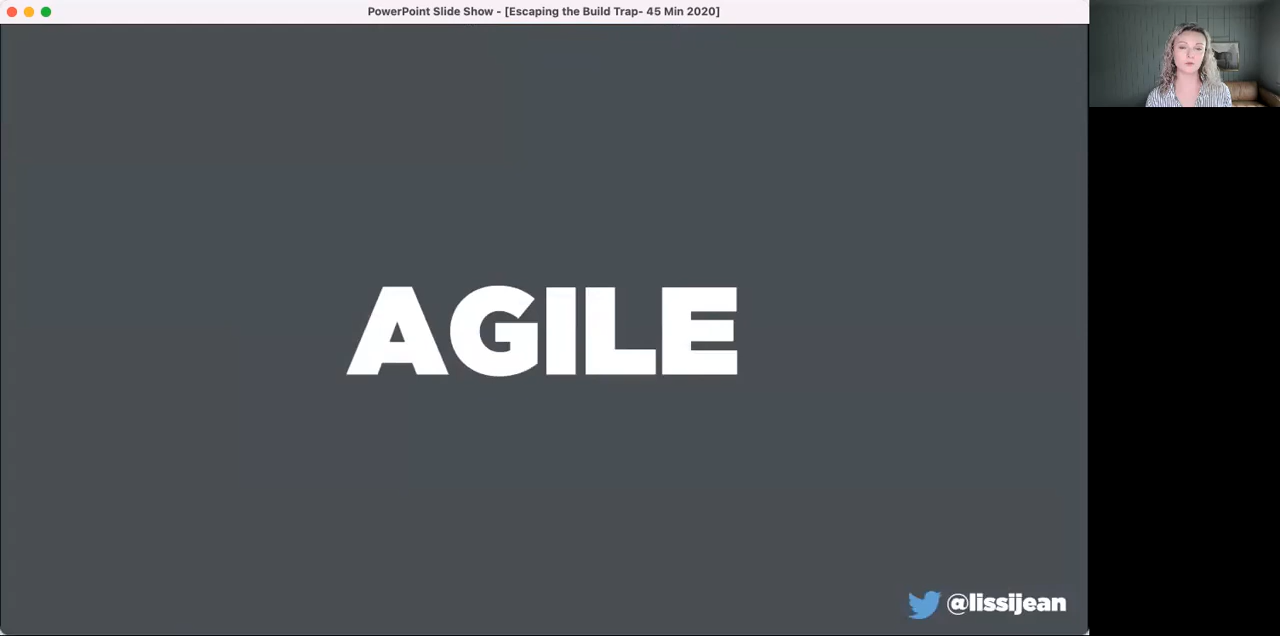 PowerPoint Slide Show - [Escaping the Build Trap- 45 Min 2020]
AGILE
@lissijean